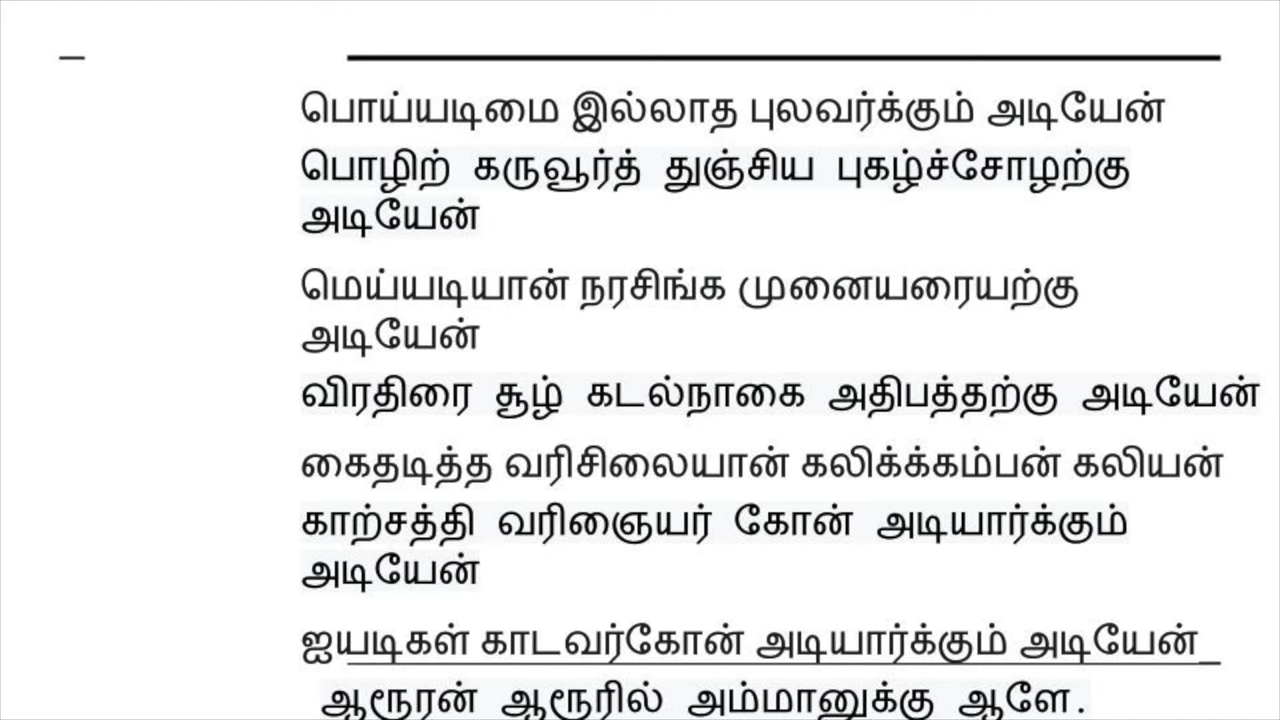 பொய்யடிமை இல்லாத புலவர்க்கும் அடியேன்
பொழிற் கருவூர்த் துஞ்சிய புகழ்ச்சோழற்கு
அடியேன்
மெய்யடியான் நரசிங்க முனையரையற்கு
அடியேன்
விரதிரை சூழ் கடல்நாகை அதிபத்தற்கு அடியேன்
கைதடித்த வரிசிலையான் கலிக்க்கம்பன் கலியன்
காற்சத்தி வரிஞையர் கோன் அடியார்க்கும்
அடியேன்
ஐயடிகள் காடவர்கோன் அடியார்க்கும் அடியேன்_
ஆரூரன் ஆரூரில் அம்மானுக்கு ஆளே.